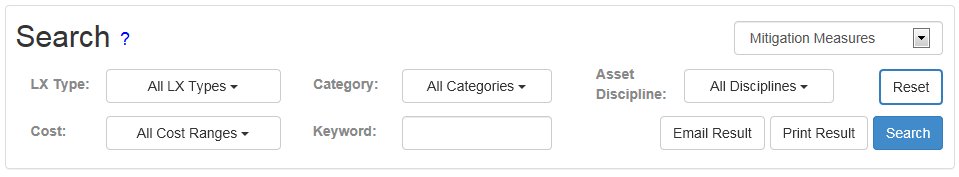 Search ?
Mitigation Measures
LX Type:
All LX Types
Category:
All Categories
Asset
Discipline:
All Disciplines
Reset
Cost:
All Cost Ranges
Keyword:
Email Result
Print Result
Search